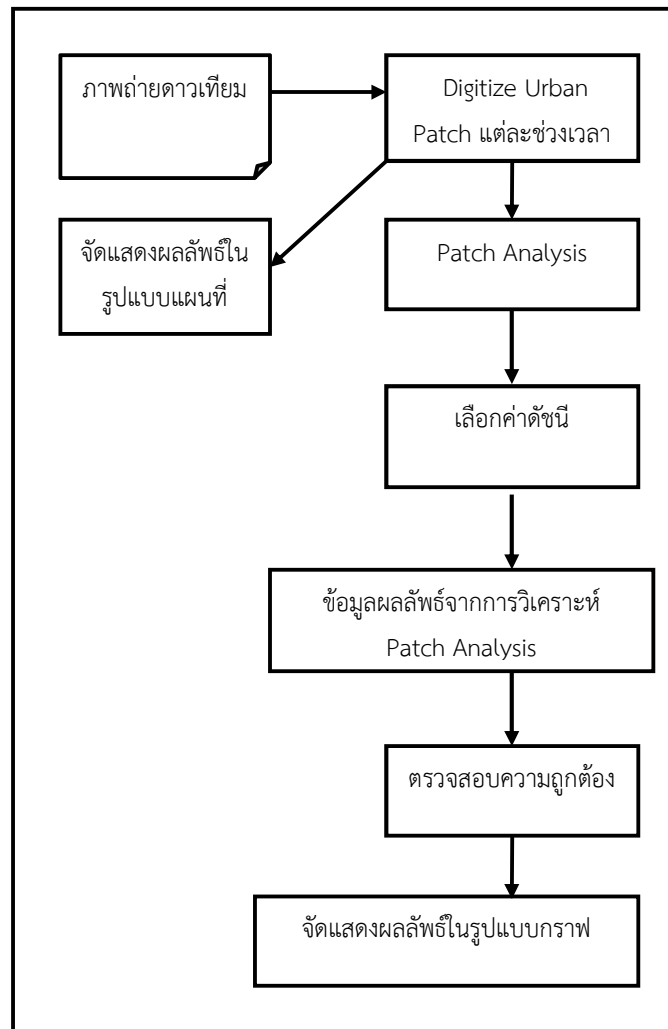 ภาพถ่ายดาวเทียม
Digitize Urban
Patch แต่ละช่วงเวลา
จัดแสดงผลลัพธ์ใน
รูปแบบแผนที่
Patch Analysis
เลือกค่าดัชนี
ข้อมูลผลลัพธ์จากการวิเคราะห์
Patch Analysis
ตรวจสอบความถูกต้อง
จัดแสดงผลลัพธ์ในรูปแบบกราฟ